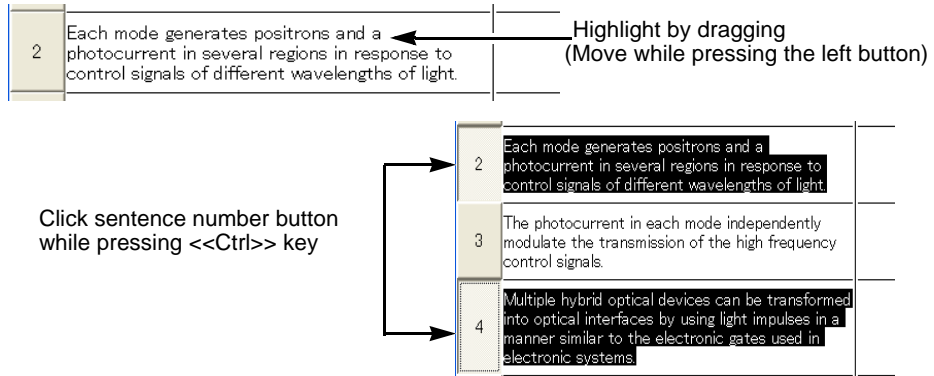 2
Each mode generates positrons and a
photocurrent in several regions in response to
control signals of different wavelengths of light.
Highlight by dragging
(Move while pressing the left button)
Click sentence number button
while pressing <<Ctrl>> key
2
Each mode generates positrons and a
photocurrent in several regions in response to
control signals of different wavelengths of light.
3
The photocurrent in each mode independently
modulate the transmission of the high frequency
control signals.
4
Multiple hybrid optical devices can be transformed
into optical interfaces by using light impulses in a
manner similar to the electronic gates used in
electronic systems.